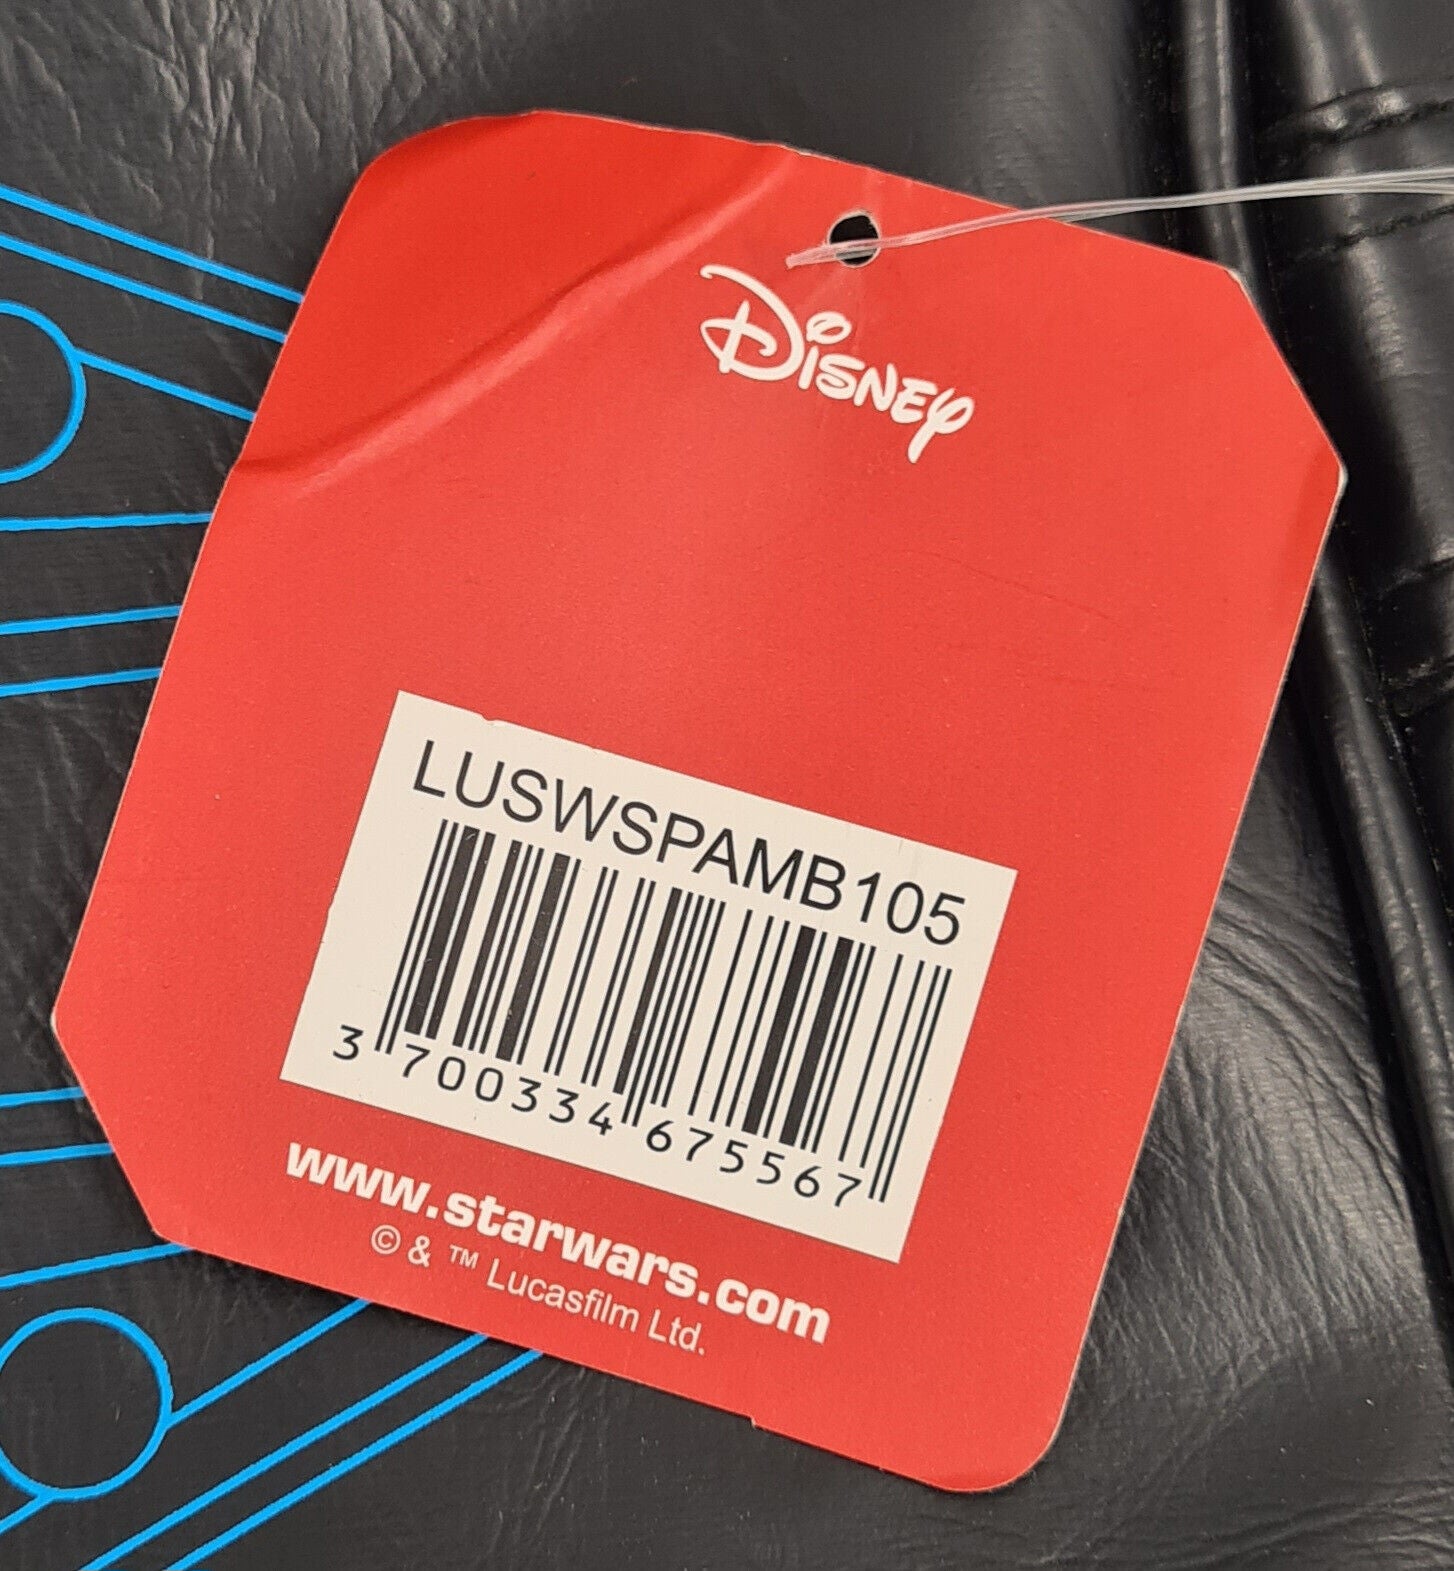 Disney
LUSWSPAMB105
3 700334 675567
www.starwars.com
© & ™ Lucasfilm Ltd.